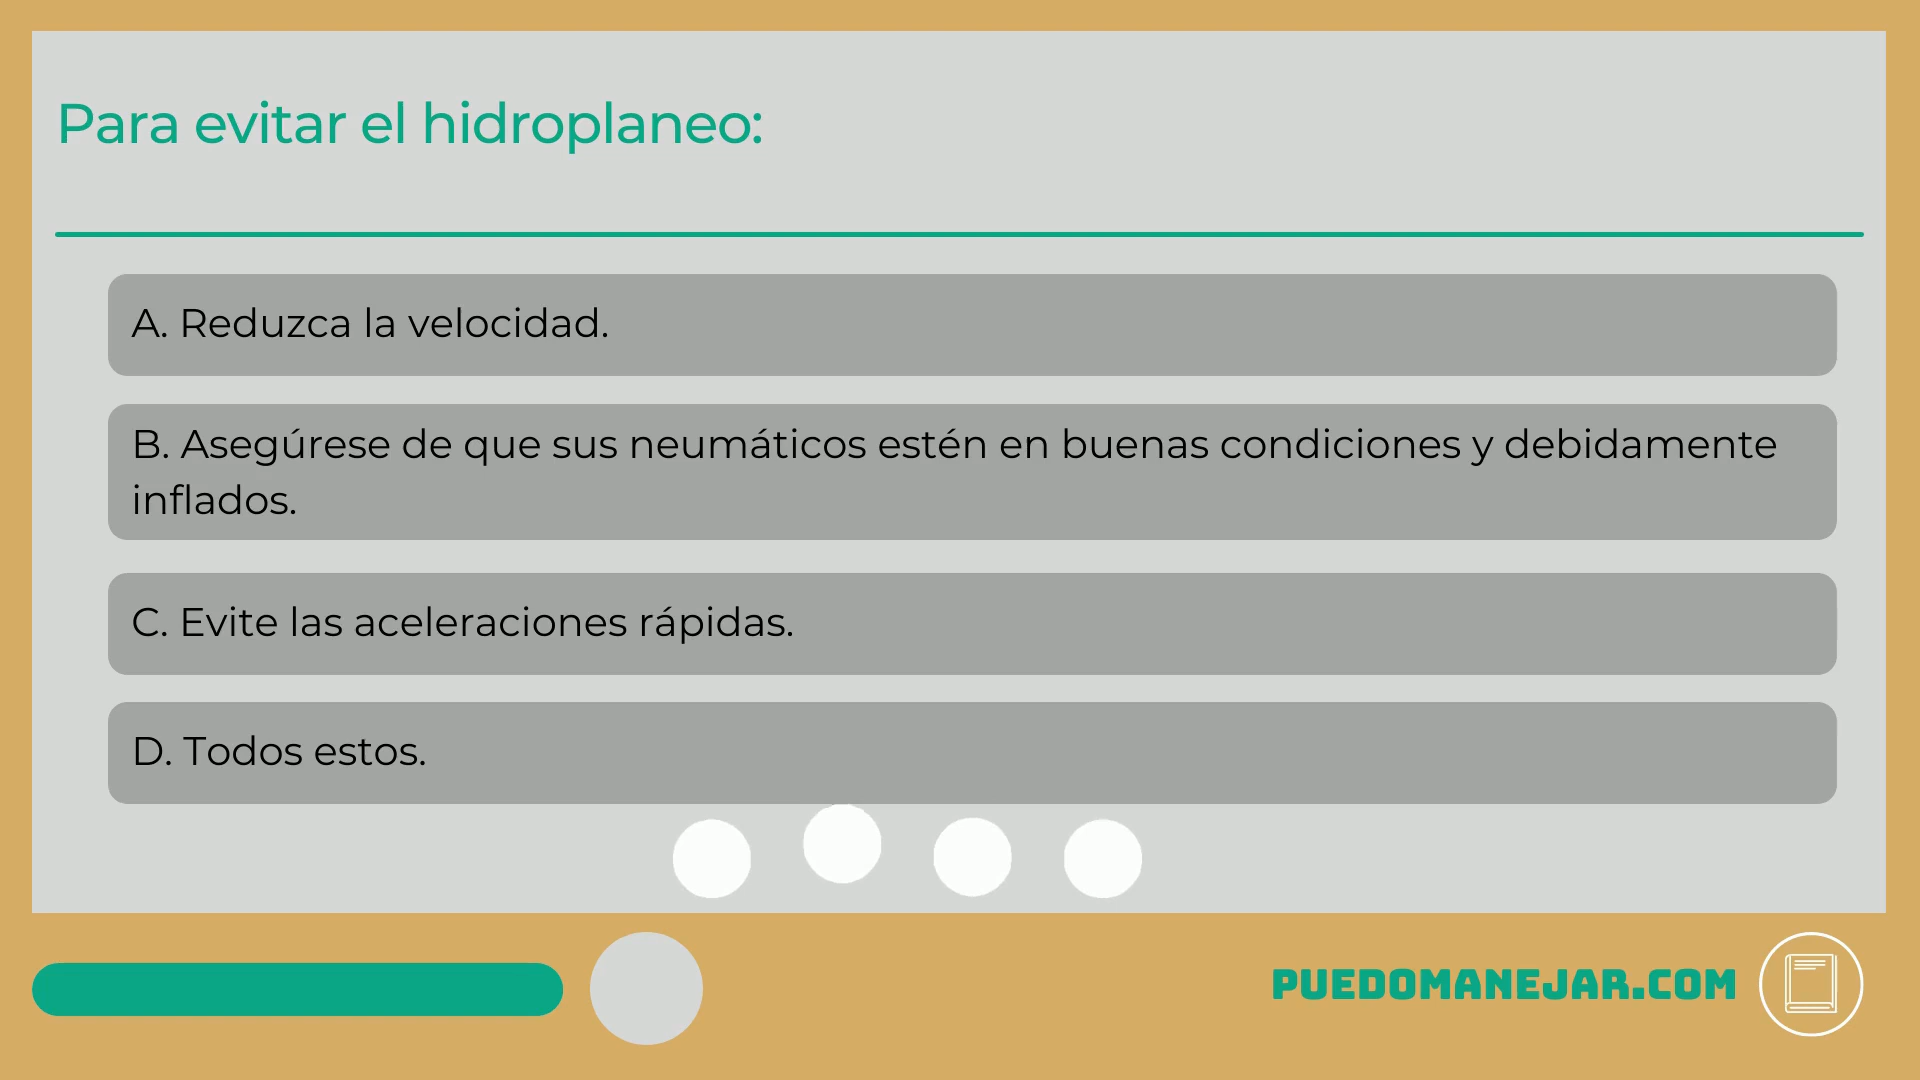 Para evitar el hidroplaneo:
A. Reduzca la velocidad.
B. Asegúrese de que sus neumáticos estén en buenas condiciones y debidamente
inflados.
C. Evite las aceleraciones rápidas.
D. Todos estos.
PUEDOMANEJAR.COM